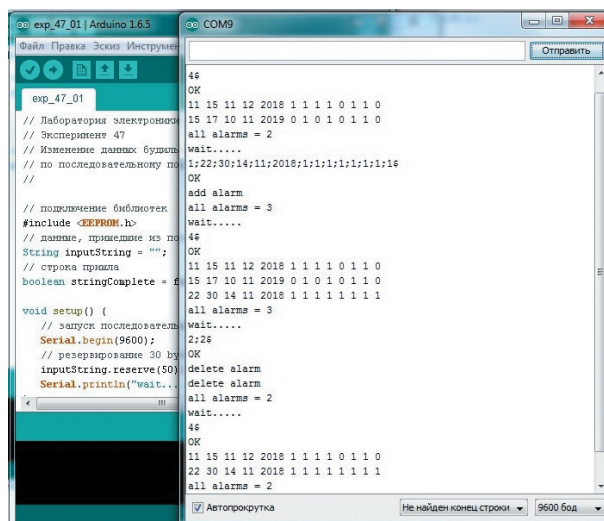 exp_47_01 | Arduino 1.6.5
Файл Правка Эскиз
exp_47_01
// Лаборатория электроники
// Эксперимент 47
// Изменение данных
// по последовательному
//
// подключение библиотек
#include <EEPROM.h>
// данные, пришедшие из
String inputString = "";
// строка пришла
boolean stringComplete =
void setup() {
// запуск
Serial.begin(9600);
// резервирование 30
inputString.reserve(50)
Serial.println("wait...
COM9
Отправить
4$
OK
11 15 11 12 2018 1 1 1 1 0 1 1 0
15 17 10 11 2019 0 1 0 1 0 1 1 0
all alarms = 2
wait.....
1;22;30;14;11;2018;1;1;1;1;1;1;1;1$
OK
add alarm
all alarms = 3
wait.....
4$
OK
11 15 11 12 2018 1 1 1 1 0 1 1 0
15 17 10 11 2019 0 1 0 1 0 1 1 0
22 30 14 11 2018 1 1 1 1 1 1 1 1
all alarms = 3
wait.....
2;2$
OK
delete alarm
delete alarm
all alarms = 2
wait.....
4$
OK
11 15 11 12 2018 1 1 1 1 0 1 1 0
22 30 14 11 2018 1 1 1 1 1 1 1 1
all alarms = 2
Автопрокрутка
Не найден конец строки
9600 бод